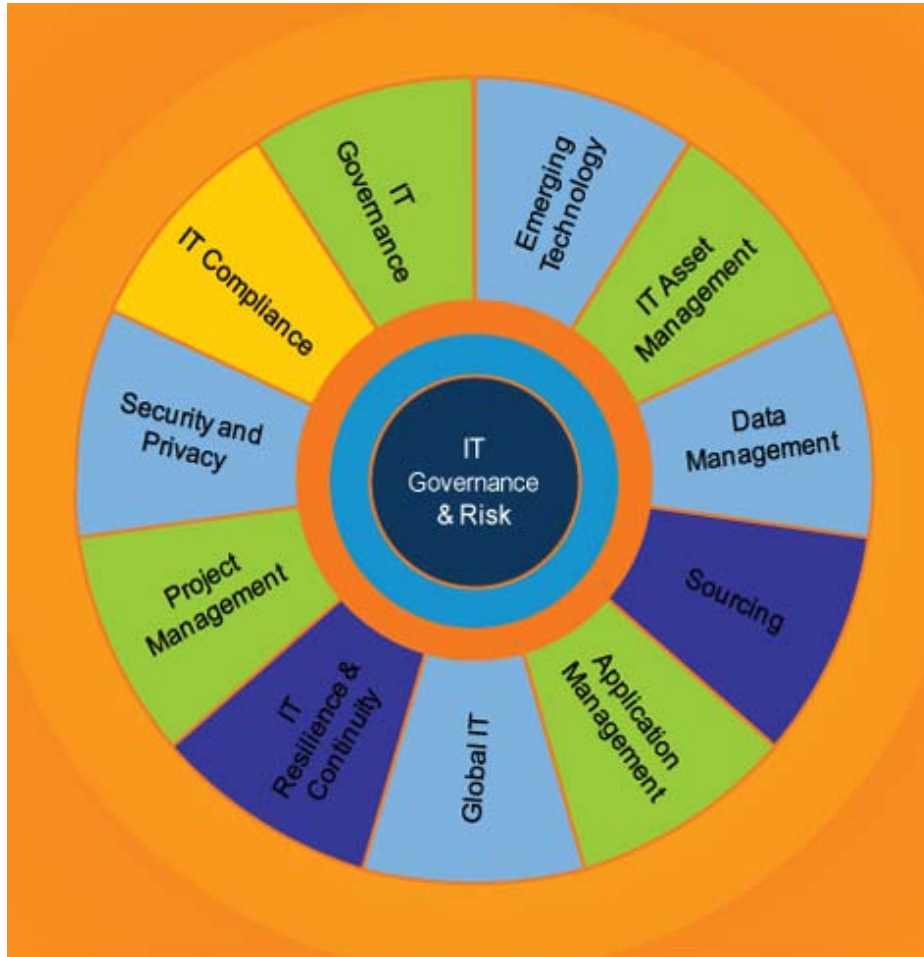 IT
Governance
& Risk
Emerging
Technology
IT Asset
Management
Data
Management
Sourcing
Application
Management
Global IT
IT
Resilience &
Continuity
Project
Management
Security and
Privacy
IT Compliance
IT
Governance